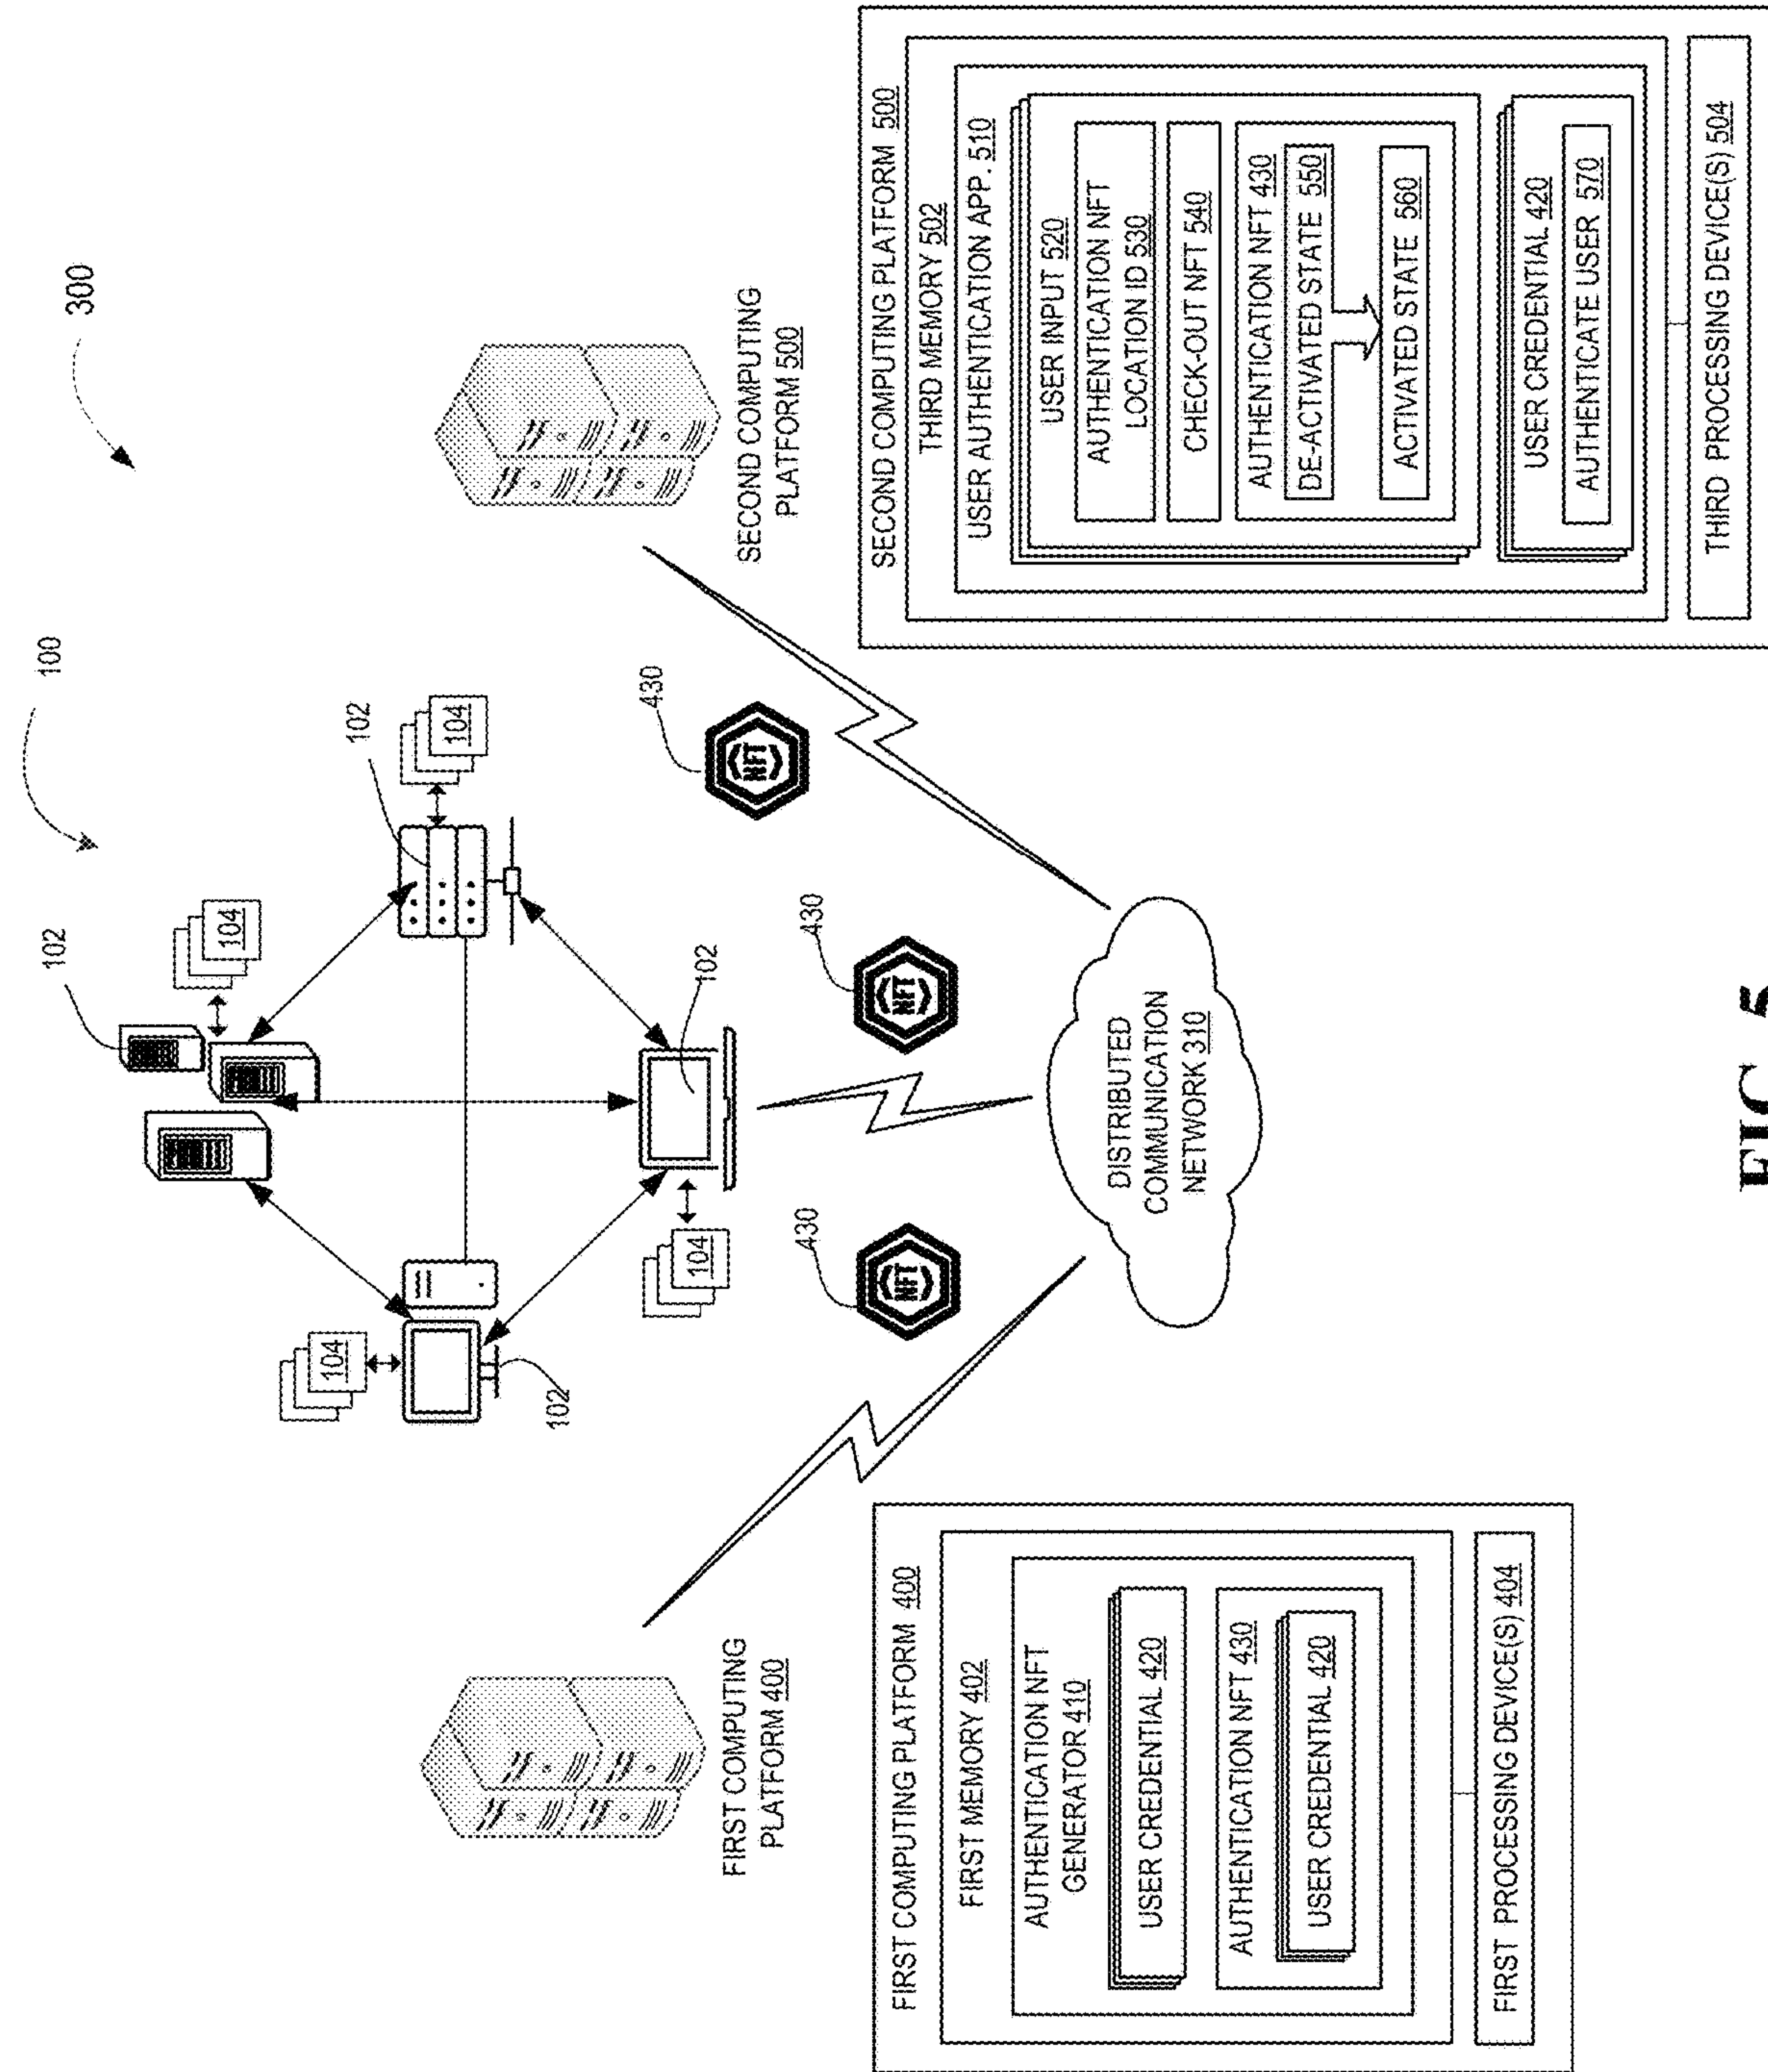 100
300
102
104
102
104
104
102
102
104
FIRST COMPUTING
PLATFORM 400
SECOND COMPUTING
PLATFORM 500
430
430
430
NFT
NFT
NFT
DISTRIBUTED
COMMUNICATION
NETWORK 310
FIRST COMPUTING PLATFORM 400
FIRST MEMORY 402
AUTHENTICATION NFT
GENERATOR 410
USER CREDENTIAL 420
AUTHENTICATION NFT 430
USER CREDENTIAL 420
FIRST PROCESSING DEVICE(S) 404
SECOND COMPUTING PLATFORM 500
THIRD MEMORY 502
USER AUTHENTICATION APP. 510
USER INPUT 520
AUTHENTICATION NFT
LOCATION ID 530
CHECK-OUT NFT 540
AUTHENTICATION NFT 430
DE-ACTIVATED STATE 550
ACTIVATED STATE 560
USER CREDENTIAL 420
AUTHENTICATE USER 570
THIRD PROCESSING DEVICE(S) 504
FIG. 5